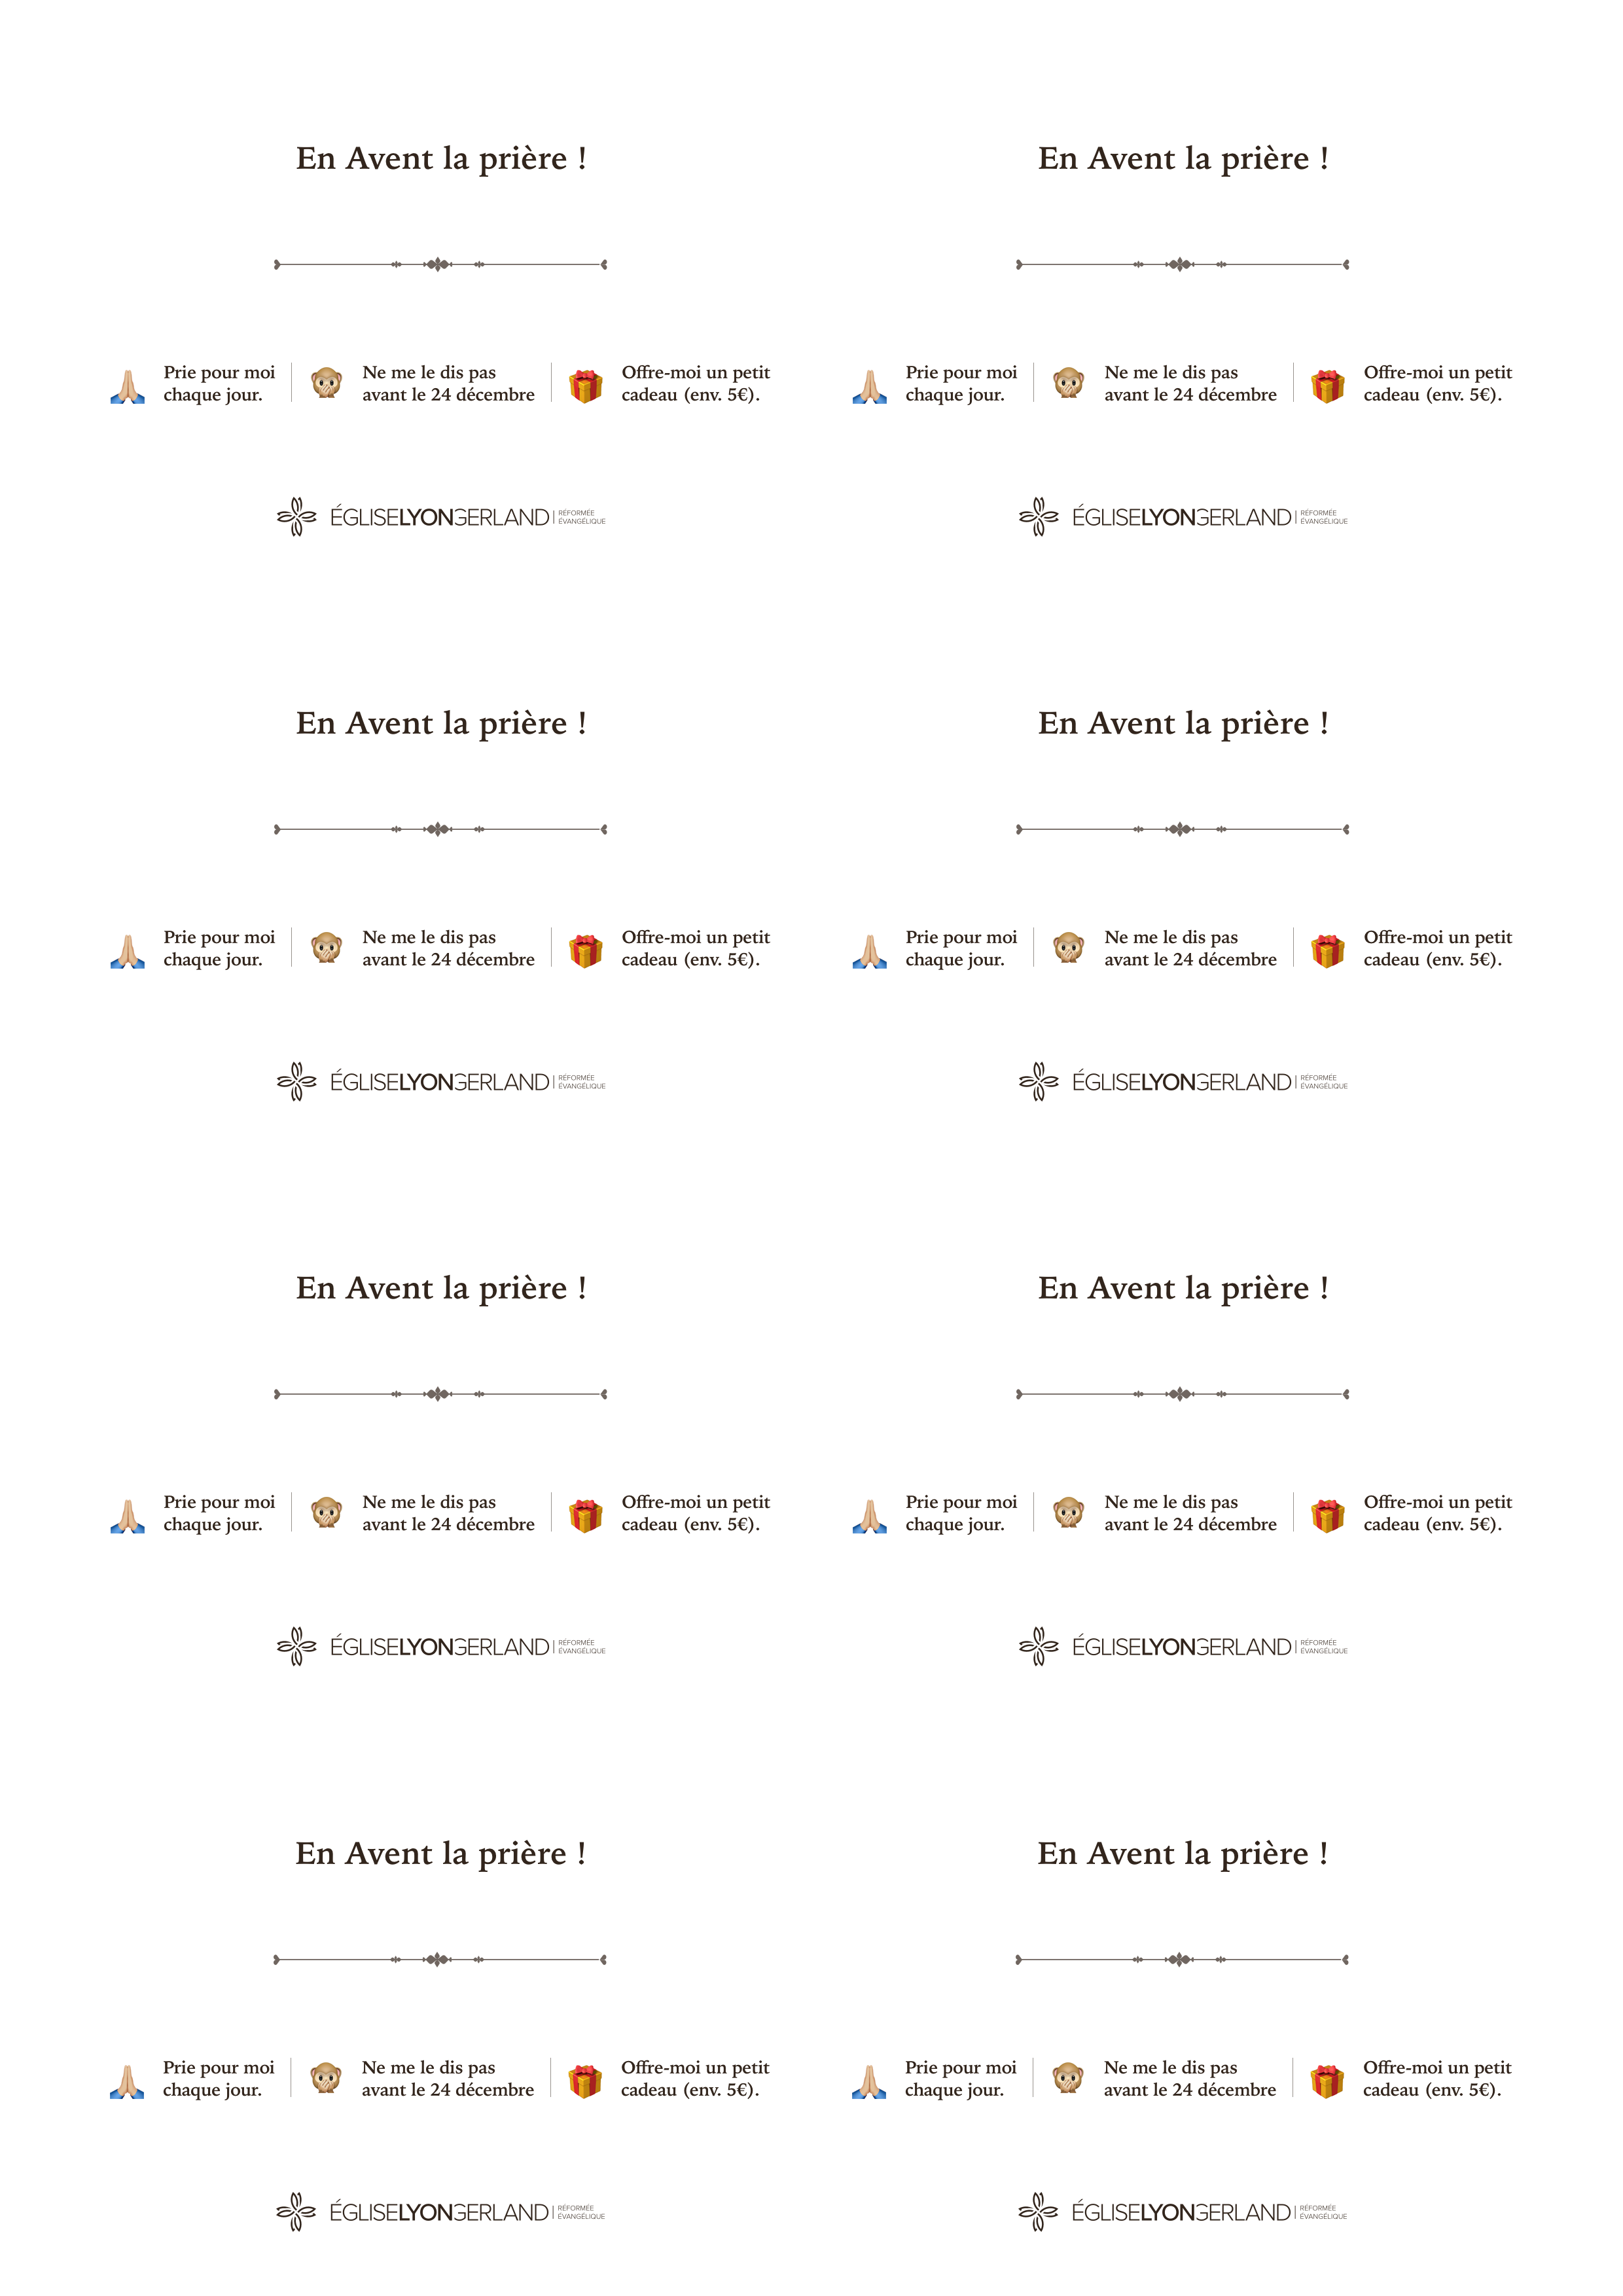 En Avent la prière !
Prie pour moi
chaque jour.
Ne me le dis pas
avant le 24 décembre
Offre-moi un petit
cadeau (env. 5€).
ÉGLISELYONGERLAND
RÉFORMÉE
ÉVANGÉLIQUE
En Avent la prière !
Prie pour moi
chaque jour.
Ne me le dis pas
avant le 24 décembre
Offre-moi un petit
cadeau (env. 5€).
ÉGLISELYONGERLAND
RÉFORMÉE
ÉVANGÉLIQUE
En Avent la prière !
Prie pour moi
chaque jour.
Ne me le dis pas
avant le 24 décembre
Offre-moi un petit
cadeau (env. 5€).
ÉGLISELYONGERLAND
RÉFORMÉE
ÉVANGÉLIQUE
En Avent la prière !
Prie pour moi
chaque jour.
Ne me le dis pas
avant le 24 décembre
Offre-moi un petit
cadeau (env. 5€).
ÉGLISELYONGERLAND
RÉFORMÉE
ÉVANGÉLIQUE
En Avent la prière !
Prie pour moi
chaque jour.
Ne me le dis pas
avant le 24 décembre
Offre-moi un petit
cadeau (env. 5€).
ÉGLISELYONGERLAND
RÉFORMÉE
ÉVANGÉLIQUE
En Avent la prière !
Prie pour moi
chaque jour.
Ne me le dis pas
avant le 24 décembre
Offre-moi un petit
cadeau (env. 5€).
ÉGLISELYONGERLAND
RÉFORMÉE
ÉVANGÉLIQUE
En Avent la prière !
Prie pour moi
chaque jour.
Ne me le dis pas
avant le 24 décembre
Offre-moi un petit
cadeau (env. 5€).
ÉGLISELYONGERLAND
RÉFORMÉE
ÉVANGÉLIQUE
En Avent la prière !
Prie pour moi
chaque jour.
Ne me le dis pas
avant le 24 décembre
Offre-moi un petit
cadeau (env. 5€).
ÉGLISELYONGERLAND
RÉFORMÉE
ÉVANGÉLIQUE